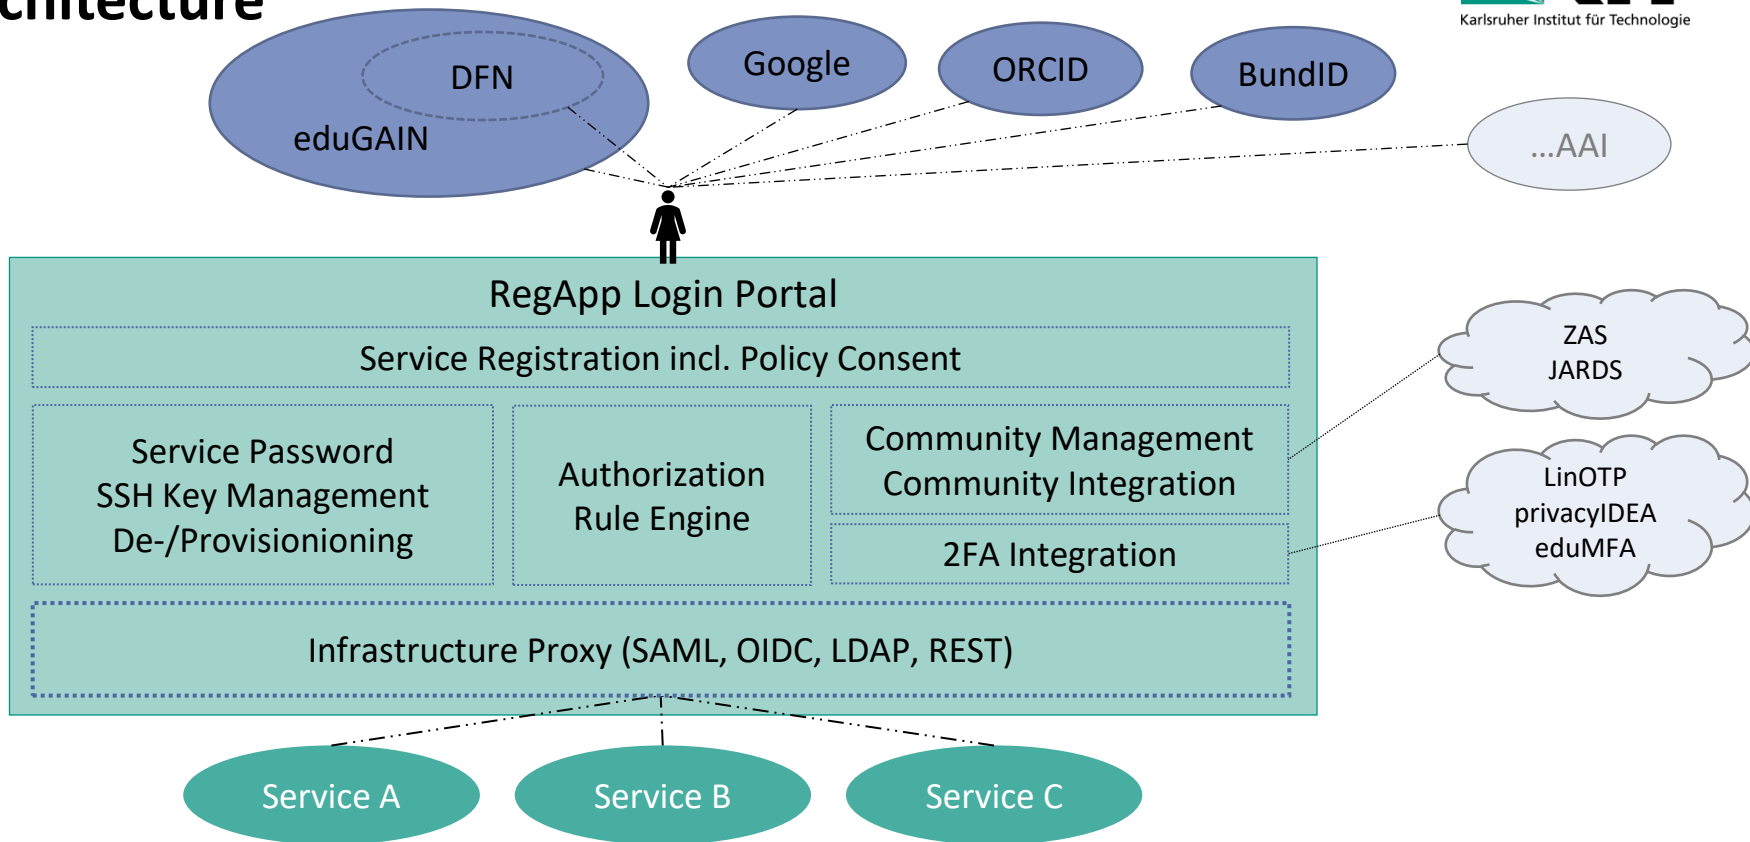 chitecture
Karlsruher Institut für Technologie
DFN
eduGAIN
Google
ORCID
BundID
...AAI
RegApp Login Portal
Service Registration incl. Policy Consent
Service Password
SSH Key Management
De-/Provisionioning
Authorization
Rule Engine
Community Management
Community Integration
2FA Integration
ZAS
JARDS
LinOTP
privacyIDEA
eduMFA
Infrastructure Proxy (SAML, OIDC, LDAP, REST)
Service A
Service B
Service C